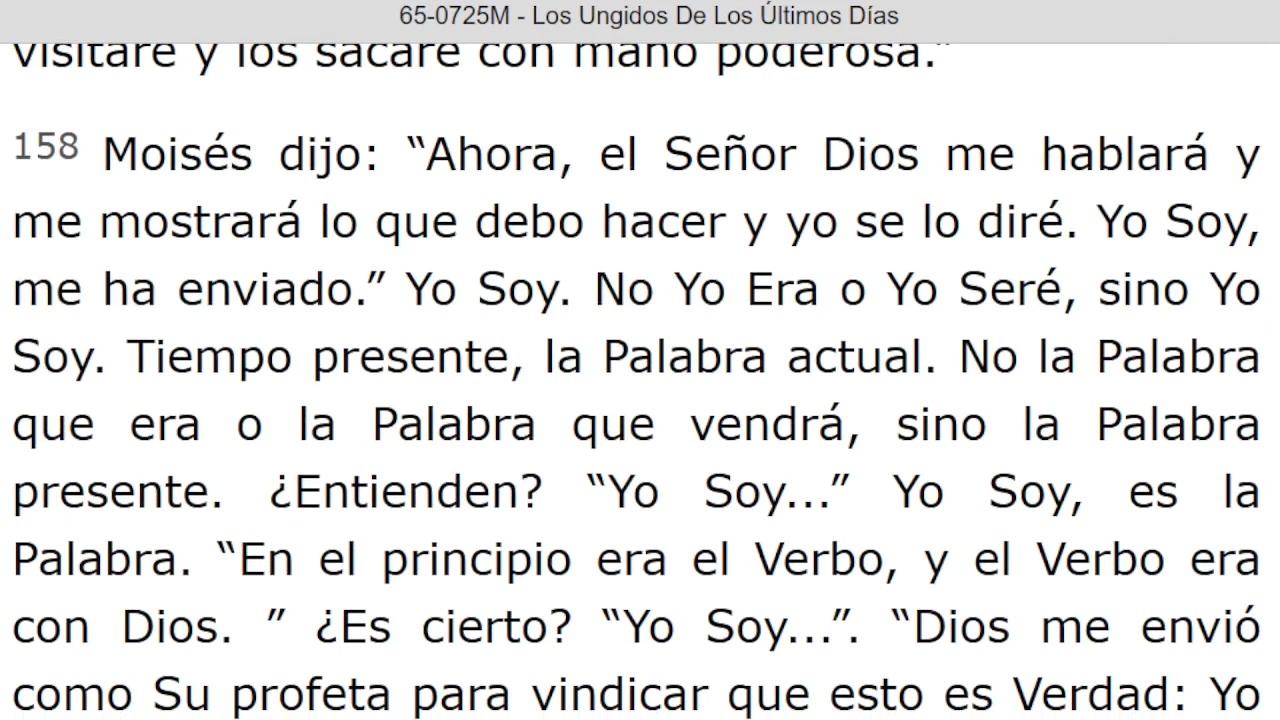 65-0725M - Los Ungidos De Los Últimos Días
visitaré y los sacaré con mano poderosa."
158 Moisés dijo: “Ahora, el Señor Dios me hablará y
me mostrará lo que debo hacer y yo se lo diré. Yo Soy,
me ha enviado.” Yo Soy. No Yo Era o Yo Seré, sino Yo
Soy. Tiempo presente, la Palabra actual. No la Palabra
que era o la Palabra que vendrá, sino la Palabra
presente. ¿Entienden? “Yo Soy...” Yo Soy, es la
Palabra. “En el principio era el Verbo, y el Verbo era
con Dios. ” ¿Es cierto? “Yo Soy...”. “Dios me envió
como Su profeta para vindicar que esto es Verdad: Yo